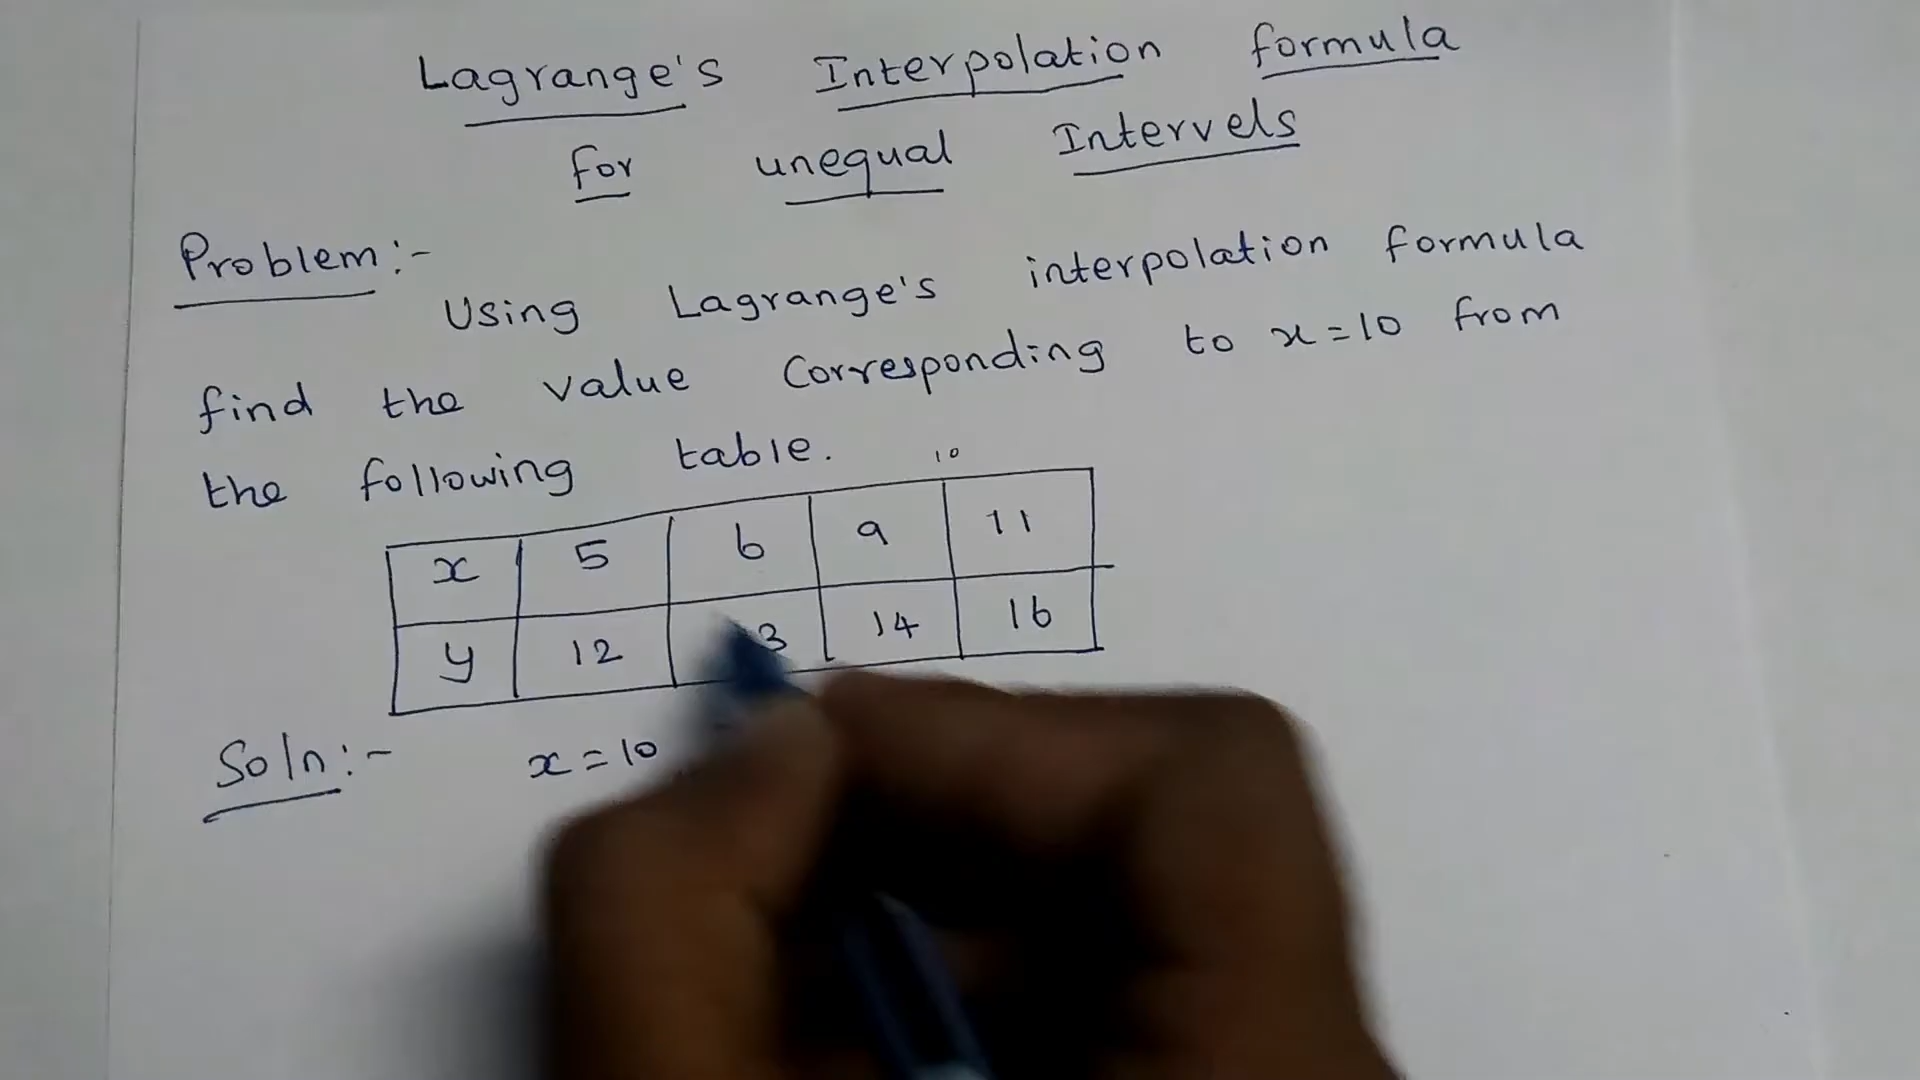 Lagrange's Interpolation formula
for unequal Intervels
Problem:-
Using Lagrange's interpolation formula
find the value Corresponding to x=10 from
the following table.
10
x 5 6 9 11
y 12 3 14 16
Soln:- x=10